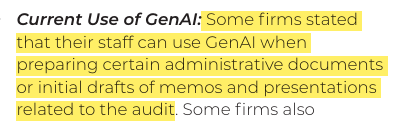 Current Use of GenAI: Some firms stated
that their staff can use GenAI when
preparing certain administrative documents
or initial drafts of memos and presentations
related to the audit. Some firms also